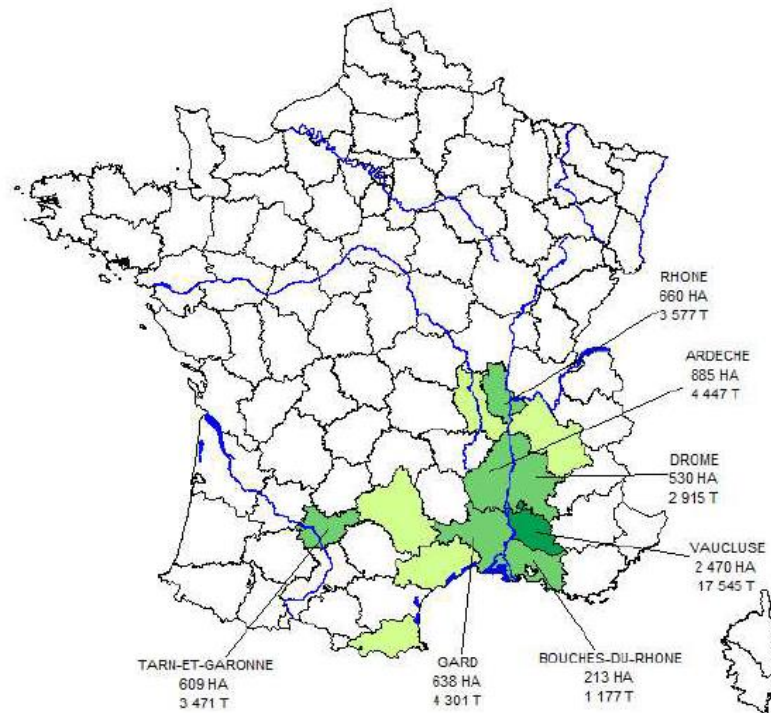 RHONE
660 HA
3 577 T
ARDECHE
885 HA
4 447 T
DROME
530 HA
2 915 T
VAUCLUSE
2 470 HA
17 545 T
BOUCHES-DU-RHONE
213 HA
1 177 T
GARD
638 HA
4 301 T
TARN-ET-GARONNE
609 HA
3 471 T